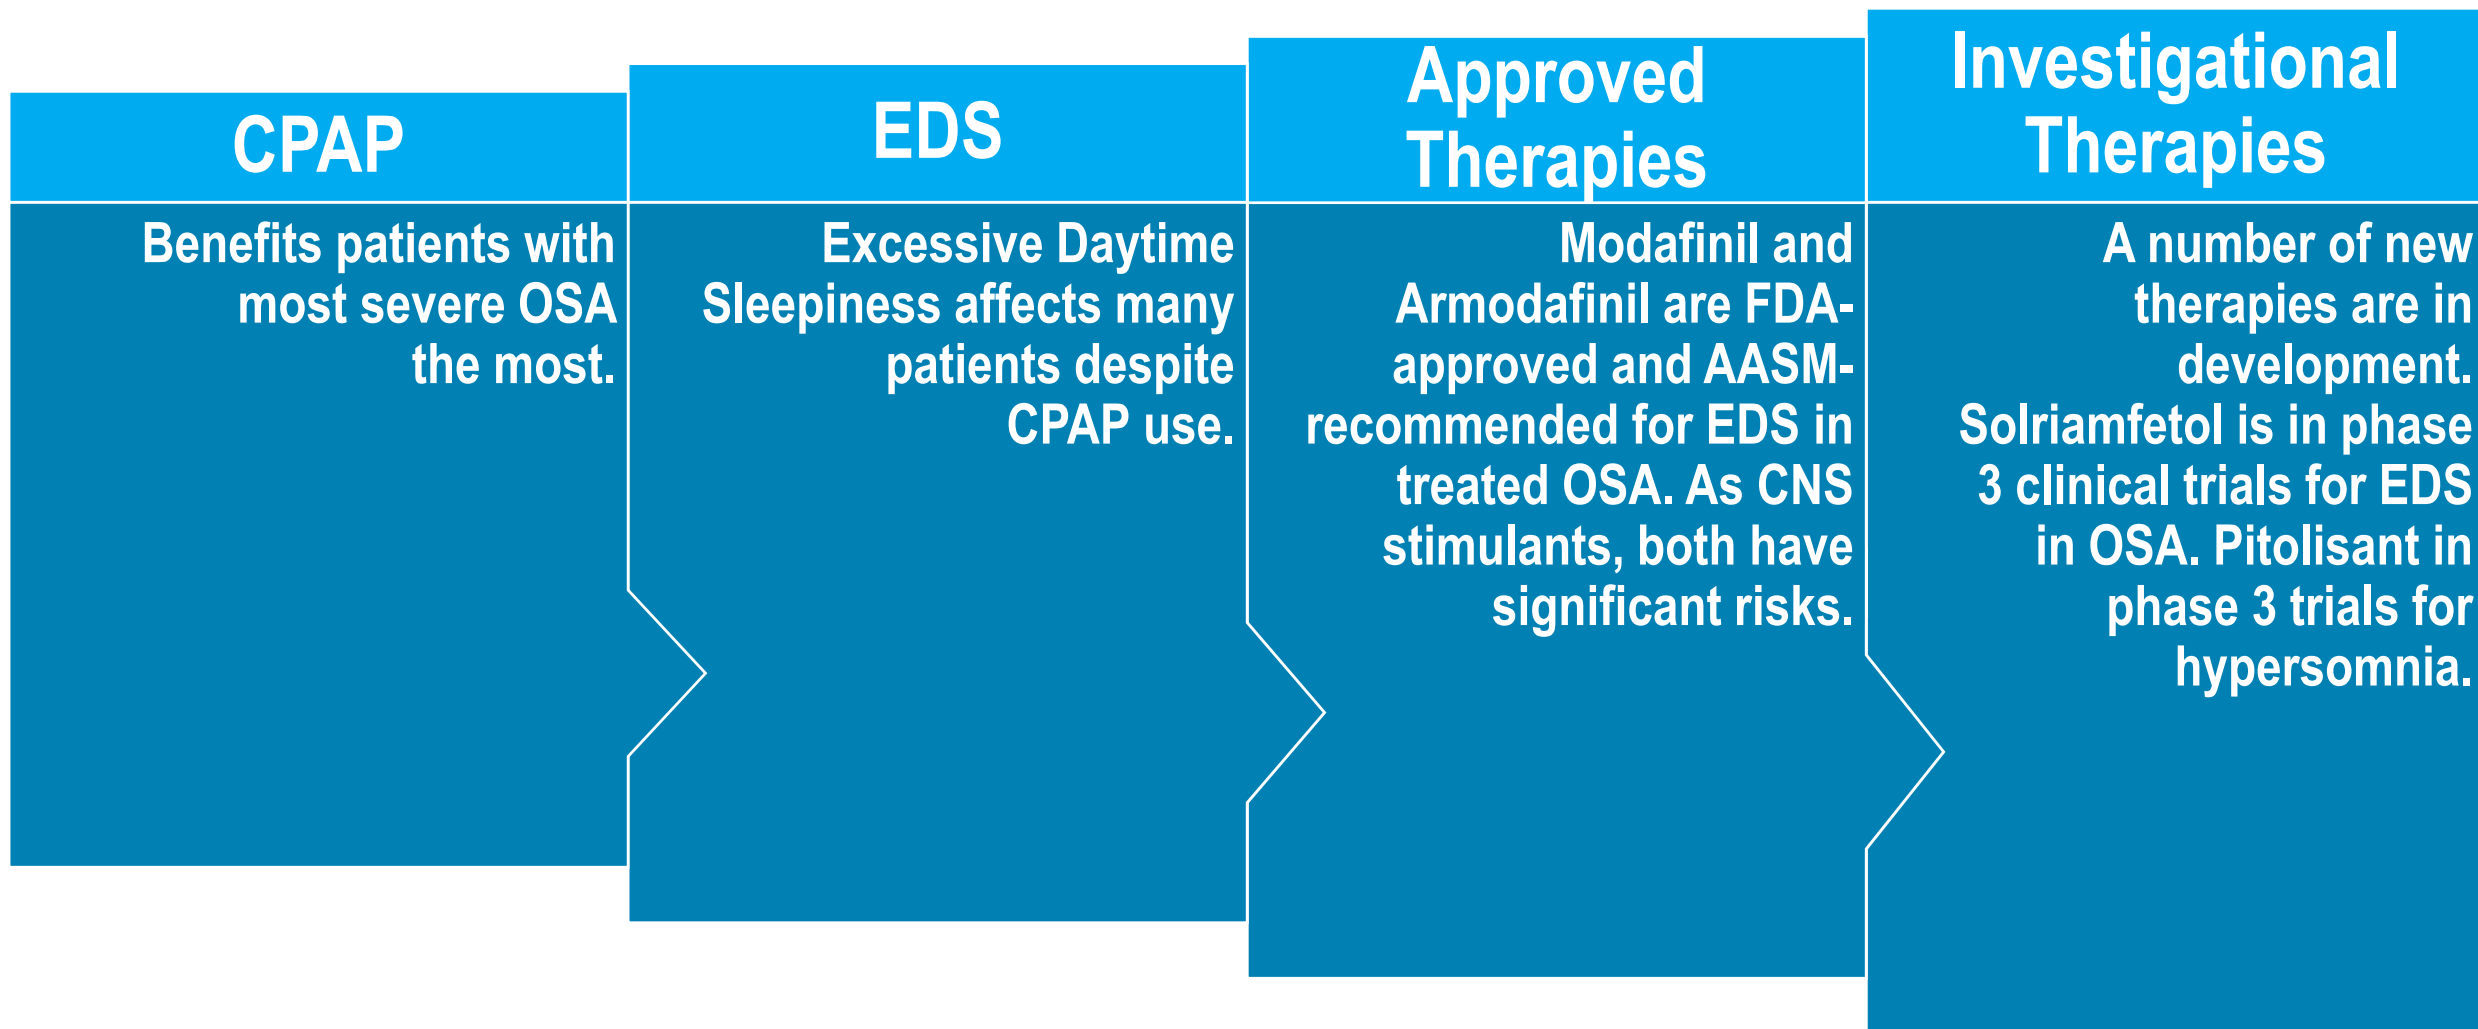 CPAP
Benefits patients with
most severe OSA
the most.
EDS
Excessive Daytime
Sleepiness affects many
patients despite
CPAP use.
Approved
Therapies
Modafinil and
Armodafinil are FDA-
approved and AASM-
recommended for EDS in
treated OSA. As CNS
stimulants, both have
significant risks.
Investigational
Therapies
A number of new
therapies are in
development.
Solriamfetol is in phase
3 clinical trials for EDS
in OSA. Pitolisant in
phase 3 trials for
hypersomnia.